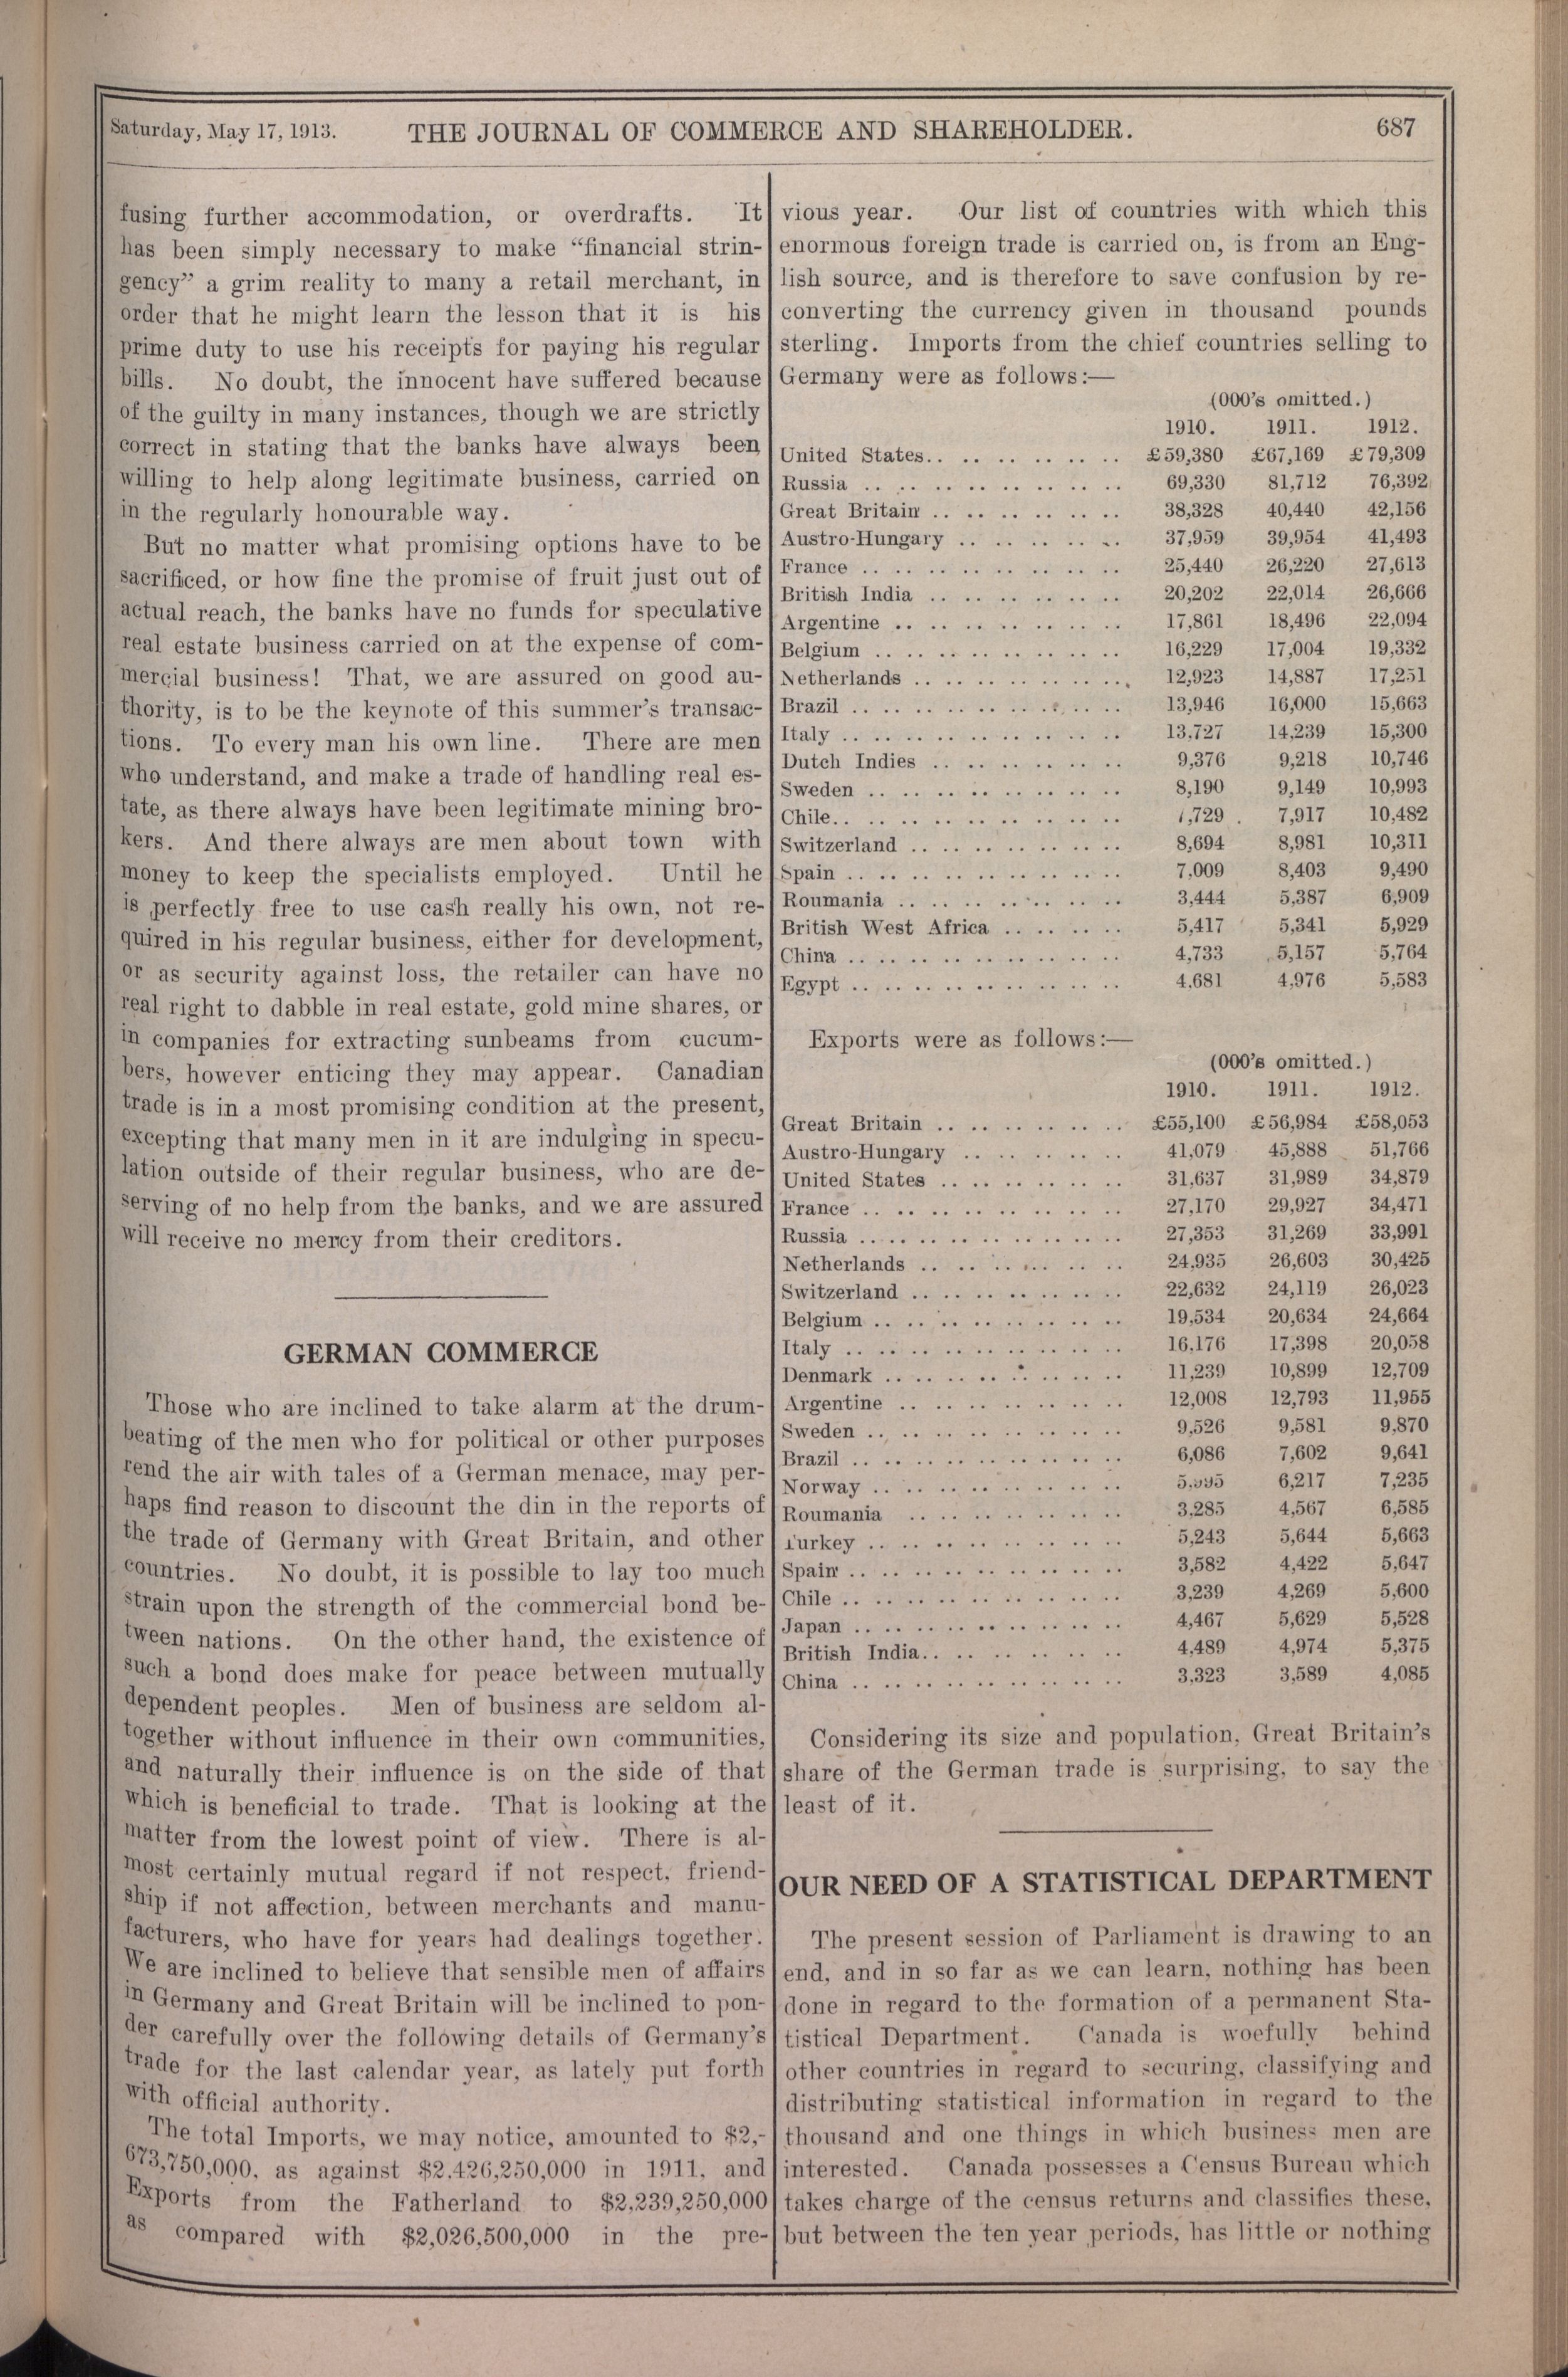 Saturday, May 17, 1913. THE JOURNAL OF COMMERCE AND SHAREHOLDER. 687
fusing further accommodation, or overdrafts. It
has been simply necessary to make “financial strin-
gency” a grim reality to many a retail merchant, in
order that he might learn the lesson that it is his
prime duty to use his receipts for paying his regular
bills. No doubt, the innocent have suffered because
of the guilty in many instances, though we are strictly
correct in stating that the banks have always been
willing to help along legitimate business, carried on
in the regularly honourable way.
But no matter what promising options have to be
sacrificed, or how fine the promise of fruit just out of
actual reach, the banks have no funds for speculative
real estate business carried on at the expense of com-
mercial business! That, we are assured on good au-
thority, is to be the keynote of this summer's transac-
tions. To every man his own line. There are men
who understand, and make a trade of handling real es-
tate, as there always have been legitimate mining bro-
kers. And there always are men about town with
money to keep the specialists employed. Until he
is perfectly free to use cash really his own, not re-
quired in his regular business, either for development,
or as security against loss, the retailer can have no
real right to dabble in real estate, gold mine shares, or
in companies for extracting sunbeams from cucum-
bers, however enticing they may appear. Canadian
trade is in a most promising condition at the present,
excepting that many men in it are indulging in specu-
lation outside of their regular business, who are de-
serving of no help from the banks, and we are assured
will receive no mercy from their creditors.
GERMAN COMMERCE
Those who are inclined to take alarm at the drum-
beating of the men who for political or other purposes
rend the air with tales of a German menace, may per-
haps find reason to discount the din in the reports of
the trade of Germany with Great Britain, and other
countries. No doubt, it is possible to lay too much
strain upon the strength of the commercial bond be-
tween nations. On the other hand, the existence of
such a bond does make for peace between mutually
dependent peoples. Men of business are seldom al-
together without influence in their own communities,
and naturally their influence is on the side of that
which is beneficial to trade. That is looking at the
matter from the lowest point of view. There is al-
most certainly mutual regard if not respect, friend-
ship if not affection, between merchants and manu-
facturers, who have for years had dealings together.
We are inclined to believe that sensible men of affairs
in Germany and Great Britain will be inclined to pon-
der carefully over the following details of Germany's
trade for the last calendar year, as lately put forth
with official authority.
The total Imports, we may notice, amounted to $2,-
673,750,000, as against $2,426,250,000 in 1911, and
Exports from the Fatherland to $2,239,250,000
as compared with $2,026,500,000 in the pre-
vious year. Our list of countries with which this
enormous foreign trade is carried on, is from an Eng-
lish source, and is therefore to save confusion by re-
converting the currency given in thousand pounds
sterling. Imports from the chief countries selling to
Germany were as follows:—
(000's omitted.)
1910. 1911. 1912.
United States.. .. .. .. .. .. .. £59,380 £67,169 £79,309
Russia .. .. .. .. .. .. .. .. .. 69,330 81,712 76,392
Great Britain .. .. .. .. .. .. 38,328 40,440 42,156
Austro-Hungary .. .. .. .. .. 37,959 39,954 41,493
France .. .. .. .. .. .. .. .. .. 25,440 26,220 27,613
British India .. .. .. .. .. .. 20,202 22,014 26,666
Argentine .. .. .. .. .. .. .. .. 17,861 18,496 22,094
Belgium .. .. .. .. .. .. .. .. 16,229 17,004 19,332
Netherlands .. .. .. .. .. .. .. 12,923 14,887 17,251
Brazil .. .. .. .. .. .. .. .. .. 13,946 16,000 15,663
Italy .. .. .. .. .. .. .. .. .. 13,727 14,239 15,300
Dutch Indies .. .. .. .. .. .. 9,376 9,218 10,746
Sweden .. .. .. .. .. .. .. .. 8,190 9,149 10,993
Chile.. .. .. .. .. .. .. .. .. 7,729 7,917 10,482
Switzerland .. .. .. .. .. .. .. 8,694 8,981 10,311
Spain .. .. .. .. .. .. .. .. .. 7,009 8,403 9,490
Roumania .. .. .. .. .. .. .. 3,444 5,387 6,909
British West Africa .. .. .. .. 5,417 5,341 5,929
China .. .. .. .. .. .. .. .. .. 4,733 5,157 5,764
Egypt .. .. .. .. .. .. .. .. .. 4,681 4,976 5,583
Exports were as follows:—
(000's omitted.)
1910. 1911. 1912.
Great Britain .. .. .. .. .. .. £55,100 £56,984 £58,053
Austro-Hungary .. .. .. .. .. 41,079 45,888 51,766
United States .. .. .. .. .. .. 31,637 31,989 34,879
France .. .. .. .. .. .. .. .. .. 27,170 29,927 34,471
Russia .. .. .. .. .. .. .. .. .. 27,353 31,269 33,991
Netherlands .. .. .. .. .. .. .. 24,935 26,603 30,425
Switzerland .. .. .. .. .. .. .. 22,632 24,119 26,023
Belgium .. .. .. .. .. .. .. .. 19,534 20,634 24,664
Italy .. .. .. .. .. .. .. .. .. 16,176 17,398 20,058
Denmark .. .. .. .. .. .. .. .. 11,239 10,899 12,709
Argentine .. .. .. .. .. .. .. 12,008 12,793 11,955
Sweden .. .. .. .. .. .. .. .. 9,526 9,581 9,870
Brazil .. .. .. .. .. .. .. .. .. 6,086 7,602 9,641
Norway .. .. .. .. .. .. .. .. 6,217 7,235
Roumania .. .. .. .. .. .. .. 3,285 4,567 6,585
Turkey .. .. .. .. .. .. .. .. 5,243 5,644 5,663
Spain .. .. .. .. .. .. .. .. .. 3,582 4,422 5,647
Chile .. .. .. .. .. .. .. .. .. 3,239 4,269 5,600
Japan .. .. .. .. .. .. .. .. .. 4,467 5,629 5,528
British India.. .. .. .. .. .. .. 4,489 4,974 5,375
China .. .. .. .. .. .. .. .. .. 3,323 3,589 4,085
Considering its size and population, Great Britain's
share of the German trade is surprising, to say the
least of it.
OUR NEED OF A STATISTICAL DEPARTMENT
The present session of Parliament is drawing to an
end, and in so far as we can learn, nothing has been
done in regard to the formation of a permanent Sta-
tistical Department. Canada is woefully behind
other countries in regard to securing, classifying and
distributing statistical information in regard to the
thousand and one things in which business men are
interested. Canada possesses a Census Bureau which
takes charge of the census returns and classifies these,
but between the ten year periods, has little or nothing